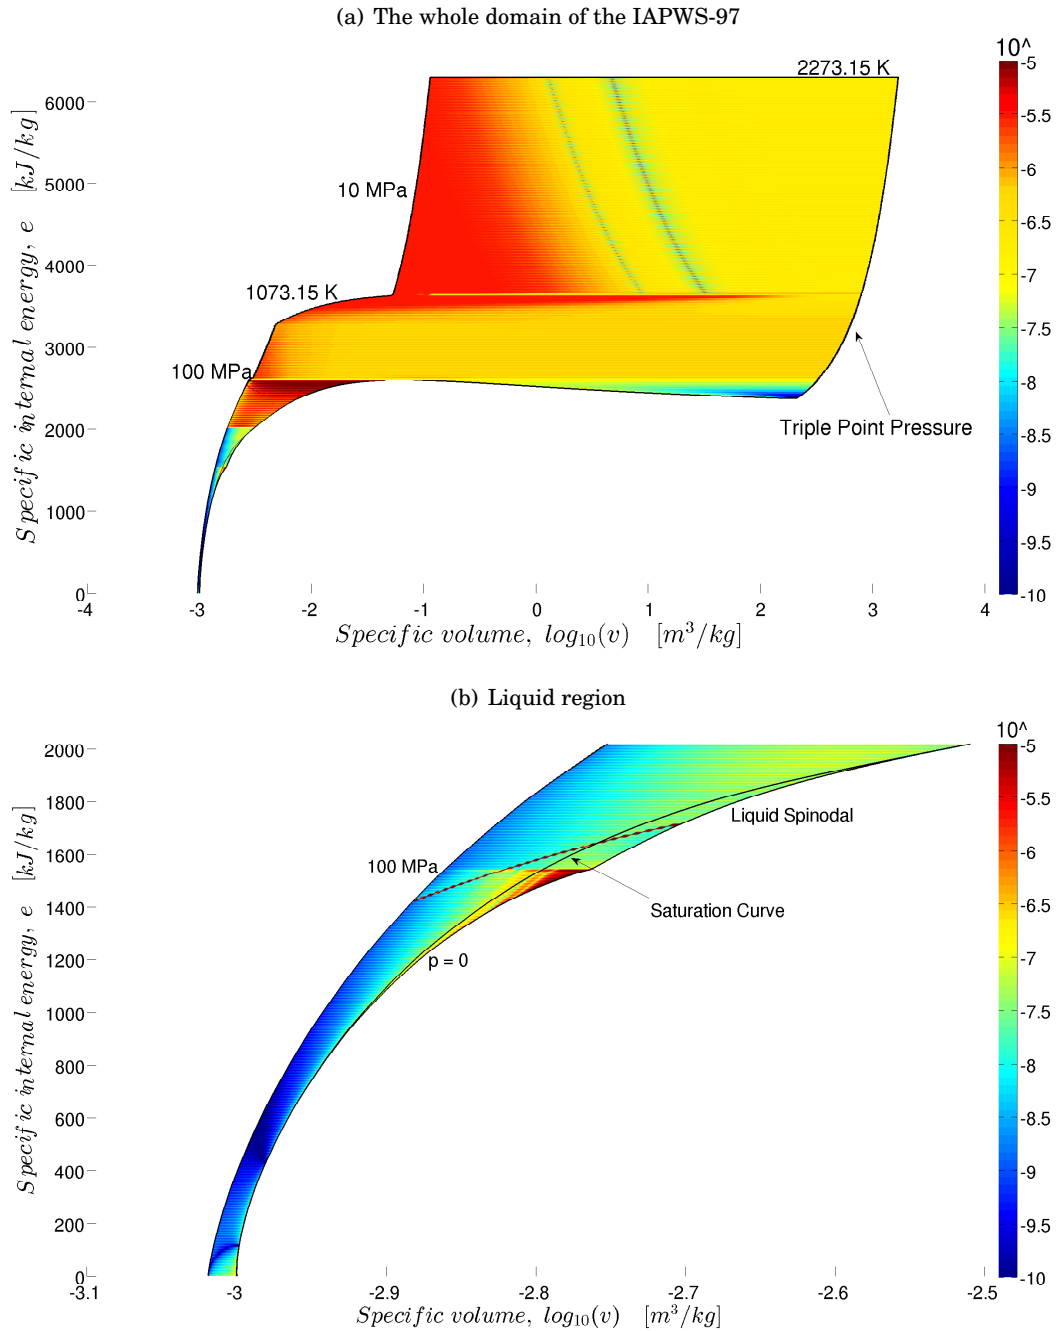 (a) The whole domain of the IAPWS-97
10^
2273.15 K
-5
6000
-5.5
5000
10 MPa
-6
4000
1073.15 K
-6.5
3000
-7
100 MPa
-7.5
2000
Triple Point Pressure
-8
-8.5
1000
-9
-9.5
0
-10
Specific internal energy, e [kJ/kg]
-4 -3 -2 -1 0 1 2 3 4
Specific volume, log10(v) [m³/kg]
(b) Liquid region
10^
-5
2000
-5.5
1800
Liquid Spinodal
-6
1600
100 MPa
-6.5
1400
Saturation Curve
-7
1200
p = 0
-7.5
1000
-8
800
-8.5
600
-9
400
-9.5
200
0
-10
Specific internal energy, e [kJ/kg]
-3.1 -3 -2.9 -2.8 -2.7 -2.6 -2.5
Specific volume, log10(v) [m³/kg]